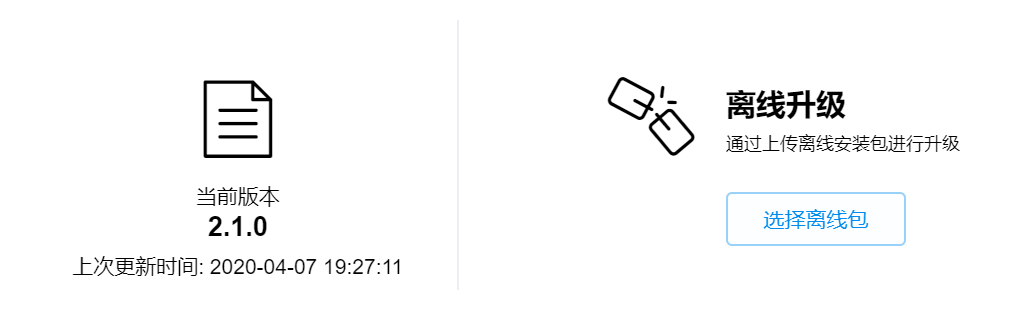 当前版本
2.1.0
上次更新时间: 2020-04-07 19:27:11
离线升级
通过上传离线安装包进行升级
选择离线包